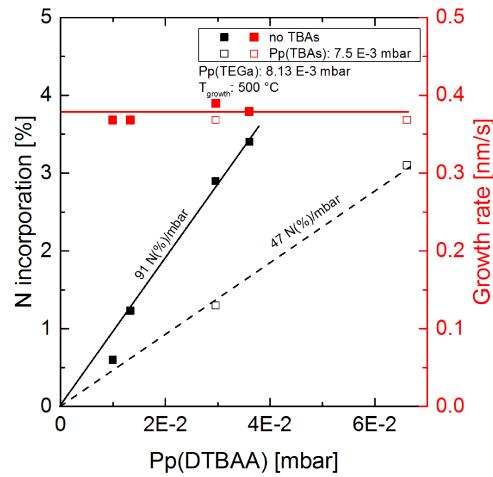 no TBAs
Pp(TBAs): 7.5 E-3 mbar
Pp(TEGa): 8.13 E-3 mbar
Tgrowth: 500 °C
N incorporation [%]
5
4
3
2
1
0
91 N(%)/mbar
47 N(%)/mbar
0.5
0.4
0.3
0.2
0.1
0.0
Growth rate [nm/s]
0 2E-2 4E-2 6E-2
Pp(DTBAA) [mbar]